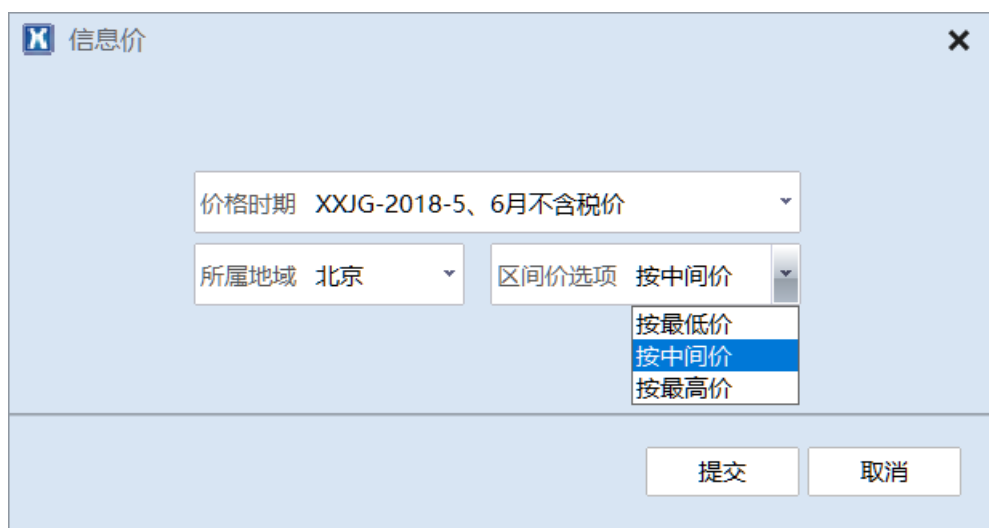 信息价
价格时期 XXJG-2018-5、6月不含税价
所属地域 北京 区间价选项 按中间价
按最低价
按中间价
按最高价
提交 取消